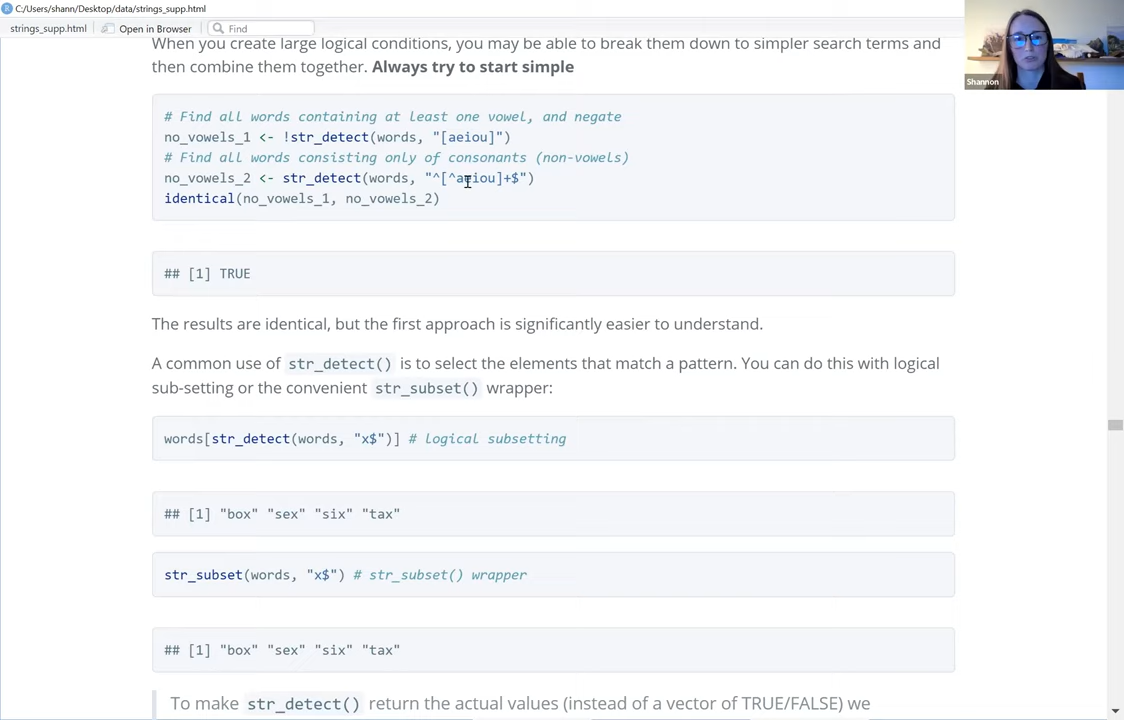 C:/Users/shann/Desktop/data/strings_supp.html
strings_supp.html Open in Browser Find
When you create large logical conditions, you may be able to break them down to simpler search terms and
then combine them together. Always try to start simple
# Find all words containing at least one vowel, and negate
no_vowels_1 <- !str_detect(words, "[aeiou]")
# Find all words consisting only of consonants (non-vowels)
no_vowels_2 <- str_detect(words, "^[^aeiou]+$")
identical(no_vowels_1, no_vowels_2)
## [1] TRUE
The results are identical, but the first approach is significantly easier to understand.
A common use of str_detect() is to select the elements that match a pattern. You can do this with logical
sub-setting or the convenient str_subset() wrapper:
words[str_detect(words, "x$")] # logical subsetting
## [1] "box" "sex" "six" "tax"
str_subset(words, "x$") # str_subset() wrapper
## [1] "box" "sex" "six" "tax"
To make str_detect() return the actual values (instead of a vector of TRUE/FALSE) we
Shannon